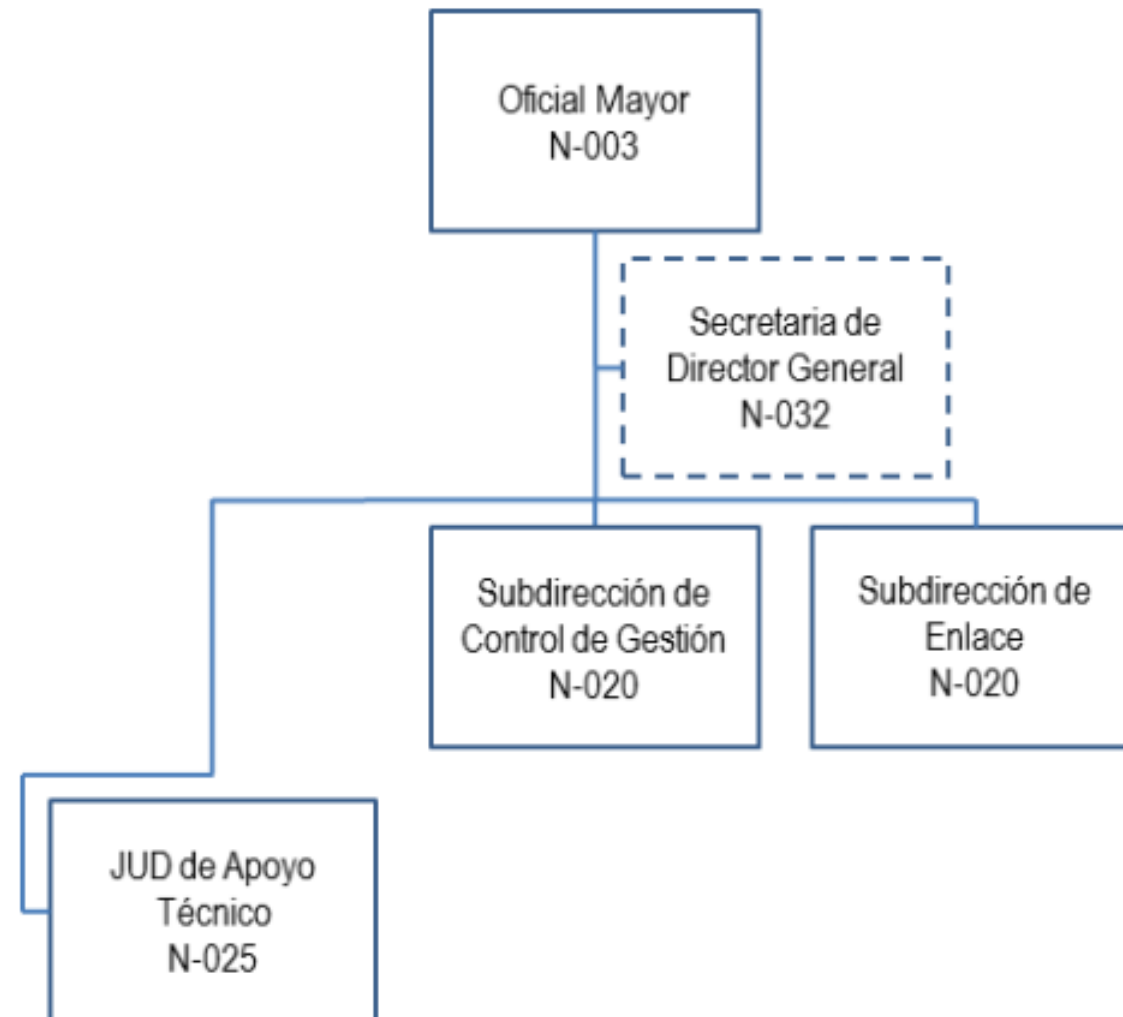 Oficial Mayor
N-003
Secretaria de
Director General
N-032
Subdirección de
Control de Gestión
N-020
Subdirección de
Enlace
N-020
JUD de Apoyo
Técnico
N-025